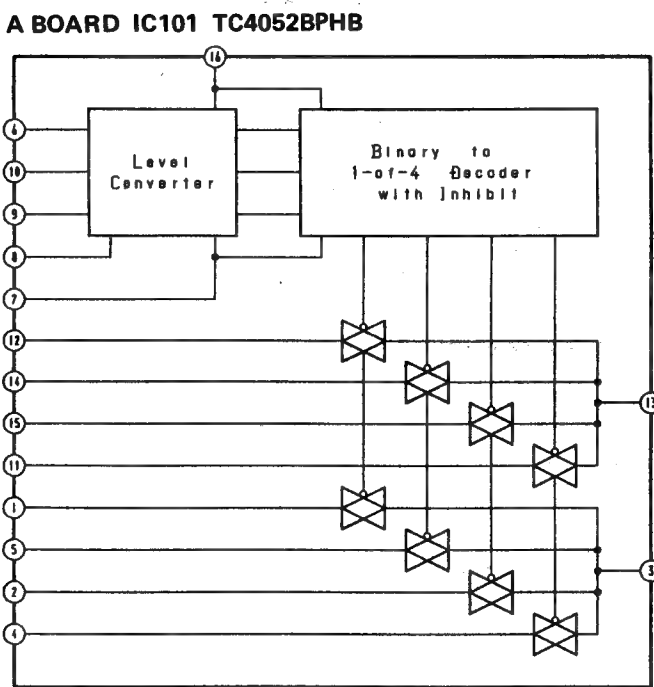 A BOARD IC101 TC4052BPHB
16
6
10
9
8
7
12
14
15
11
1
5
2
4
Level
Converter
Binary to
1-of-4 Decoder
with Inhibit
13
3